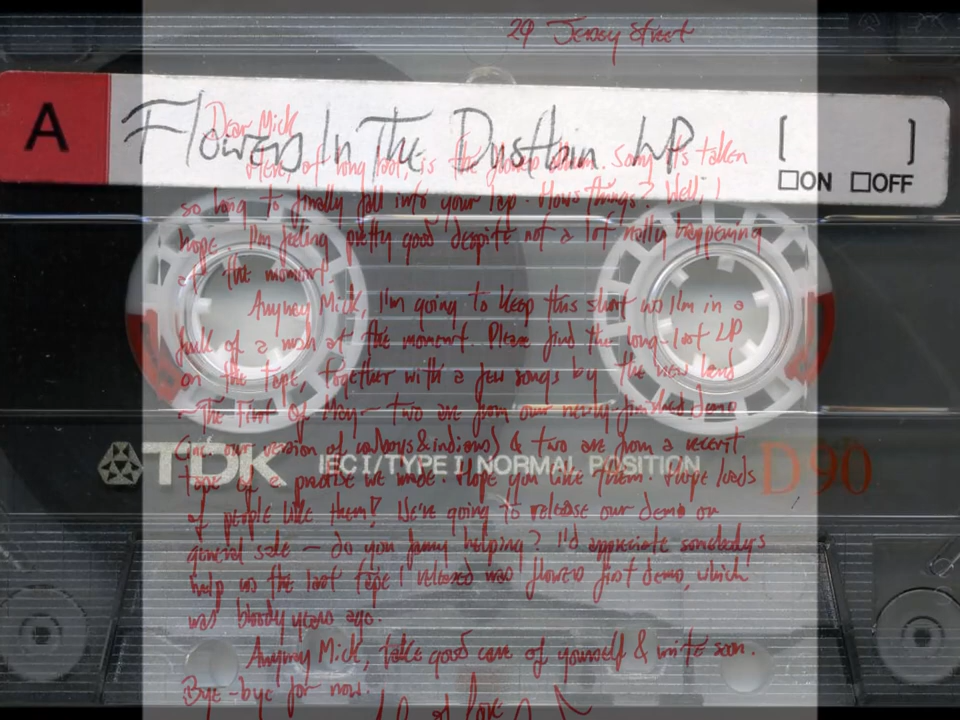 29 Jersey Street
A
Flowers In The Dustbin LP
[ ]
ON OFF
Dear Mick
Here at long last, is the flowers album. Sorry it's taken
so long to finally fall into your lap. Hows things? Well, I
hope. I'm feeling pretty good despite not a lot really happening
at the moment.
Anyway Mick, I'm going to keep this short as I'm in a
bit of a rush at the moment. Please find the long-lost LP
on the tape, together with a few songs by the new band
- The First Of May - two are from our newly-finished demo
(inc our version of cowboys & indians) & two are from a recent
TDK IEC I/TYPE I NORMAL POSITION D90
tape of a practise we made. Hope you like them. Hope loads
of people like them! We're going to release our demo on
general sale - do you fancy helping? I'd appreciate somebodys
help as the last tape I released was flowers first demo, which
was bloody years ago.
Anyway Mick, take good care of yourself & write soon.
Bye-bye for now.
of love